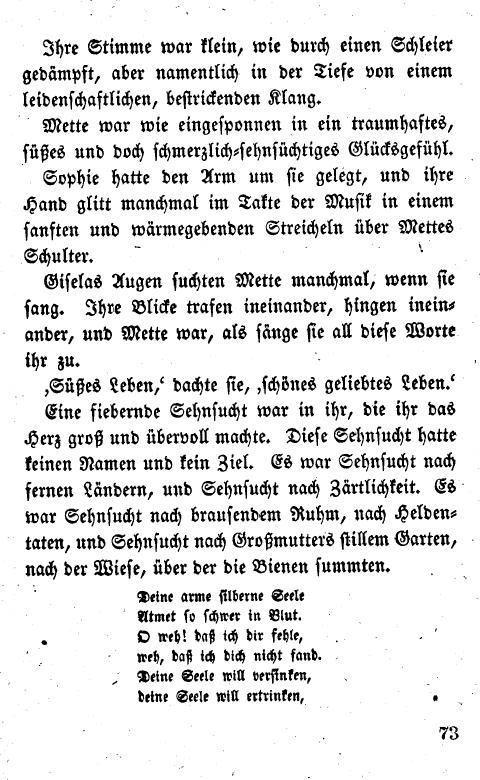 Ihre Stimme war klein, wie durch einen Schleier
gedämpft, aber namentlich in der Tiefe von einem
leidenschaftlichen, bestrickenden Klang.
Mette war wie eingesponnen in ein traumhaftes,
süßes und doch schmerzlich-sehnsüchtiges Glücksgefühl.
Sophie hatte den Arm um sie gelegt, und ihre
Hand glitt manchmal im Takte der Musik in einem
sanften und wärmegebenden Streicheln über Mettes
Schulter.
Giselas Augen suchten Mette manchmal, wenn sie
sang. Ihre Blicke trafen ineinander, hingen inein-
ander, und Mette war, als sänge sie all diese Worte
ihr zu.
‚Süßes Leben,‘ dachte sie, ‚schönes geliebtes Leben.‘
Eine fiebernde Sehnsucht war in ihr, die ihr das
Herz groß und übervoll machte. Diese Sehnsucht hatte
keinen Namen und kein Ziel. Es war Sehnsucht nach
fernen Ländern, und Sehnsucht nach Zärtlichkeit. Es
war Sehnsucht nach brausendem Ruhm, nach Helden-
taten, und Sehnsucht nach Großmutters stillem Garten,
nach der Wiese, über der die Bienen summten.
Deine arme silberne Seele
Atmet so schwer in Blut.
O weh! daß ich dir fehle,
weh, daß ich dich nicht fand.
Deine Seele will versinken,
deine Seele will ertrinken,
73